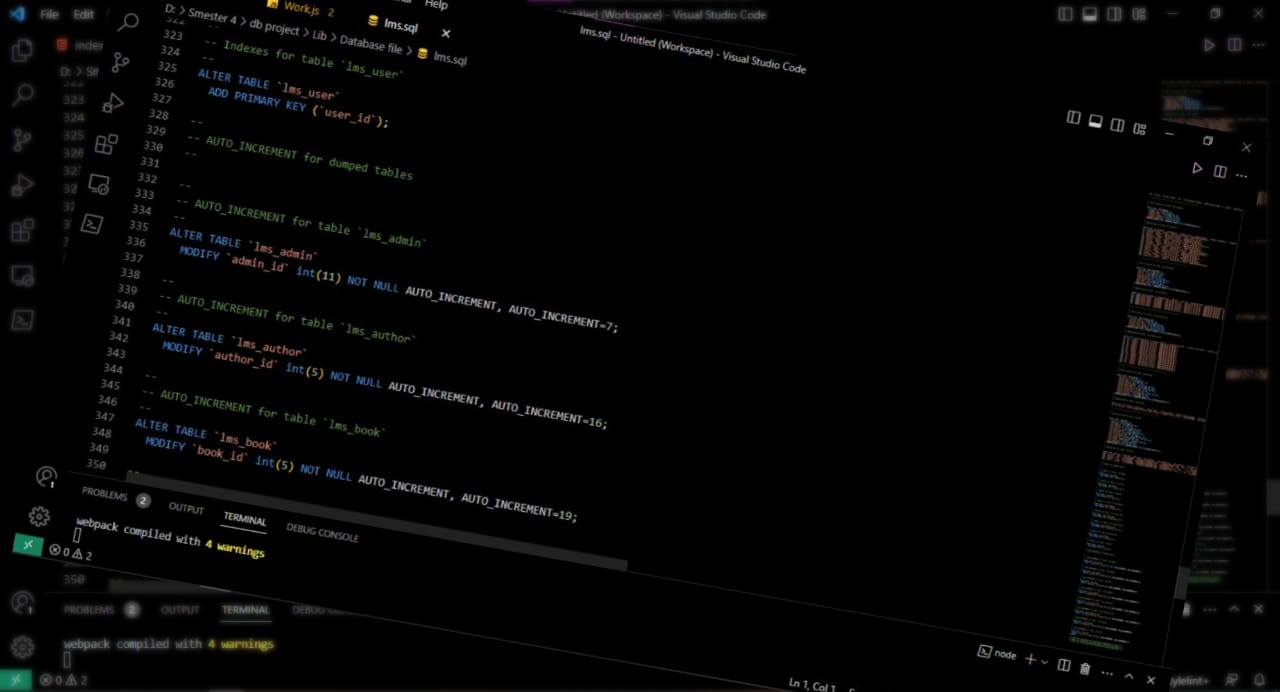 File Edit
Help
Untitled (Workspace) - Visual Studio Code
Work.js 2
lms.sql
lms.sql - Untitled (Workspace) - Visual Studio Code
D: > Smester 4 > db project > Lib > Database file > lms.sql
323 --
324 -- Indexes for table `lms_user`
325 --
326 ALTER TABLE `lms_user`
327 ADD PRIMARY KEY (`user_id`);
328
329 --
330 -- AUTO_INCREMENT for dumped tables
331 --
332
333 --
334 -- AUTO_INCREMENT for table `lms_admin`
335 --
336 ALTER TABLE `lms_admin`
337 MODIFY `admin_id` int(11) NOT NULL AUTO_INCREMENT, AUTO_INCREMENT=7;
338
339 --
340 -- AUTO_INCREMENT for table `lms_author`
341 --
342 ALTER TABLE `lms_author`
343 MODIFY `author_id` int(5) NOT NULL AUTO_INCREMENT, AUTO_INCREMENT=16;
344
345 --
346 -- AUTO_INCREMENT for table `lms_book`
347 --
348 ALTER TABLE `lms_book`
349 MODIFY `book_id` int(5) NOT NULL AUTO_INCREMENT, AUTO_INCREMENT=19;
350
PROBLEMS 2 OUTPUT TERMINAL DEBUG CONSOLE
webpack compiled with 4 warnings
0 2
node
Ln 1, Col 1
350
PROBLEMS 2 OUTPUT TERMINAL
webpack compiled with 4 warnings
0 2